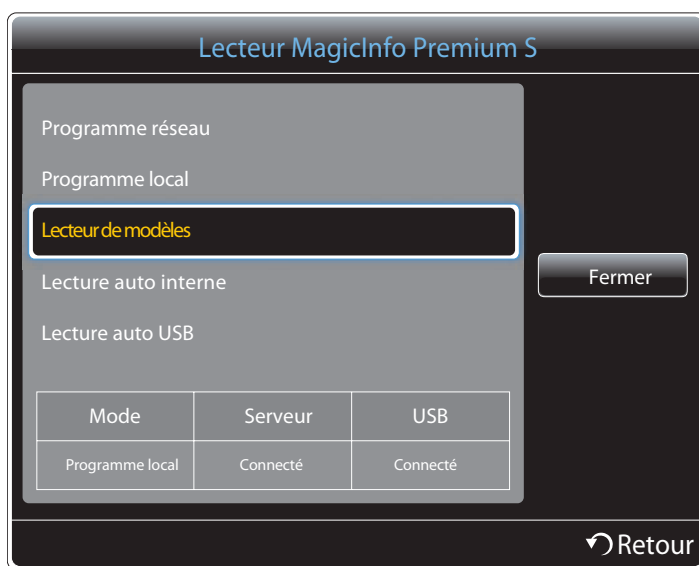 Lecteur MagicInfo Premium S
Programme réseau
Programme local
Lecteur de modèles
Lecture auto interne
Lecture auto USB
Fermer
Mode Serveur USB
Programme local Connecté Connecté
Retour